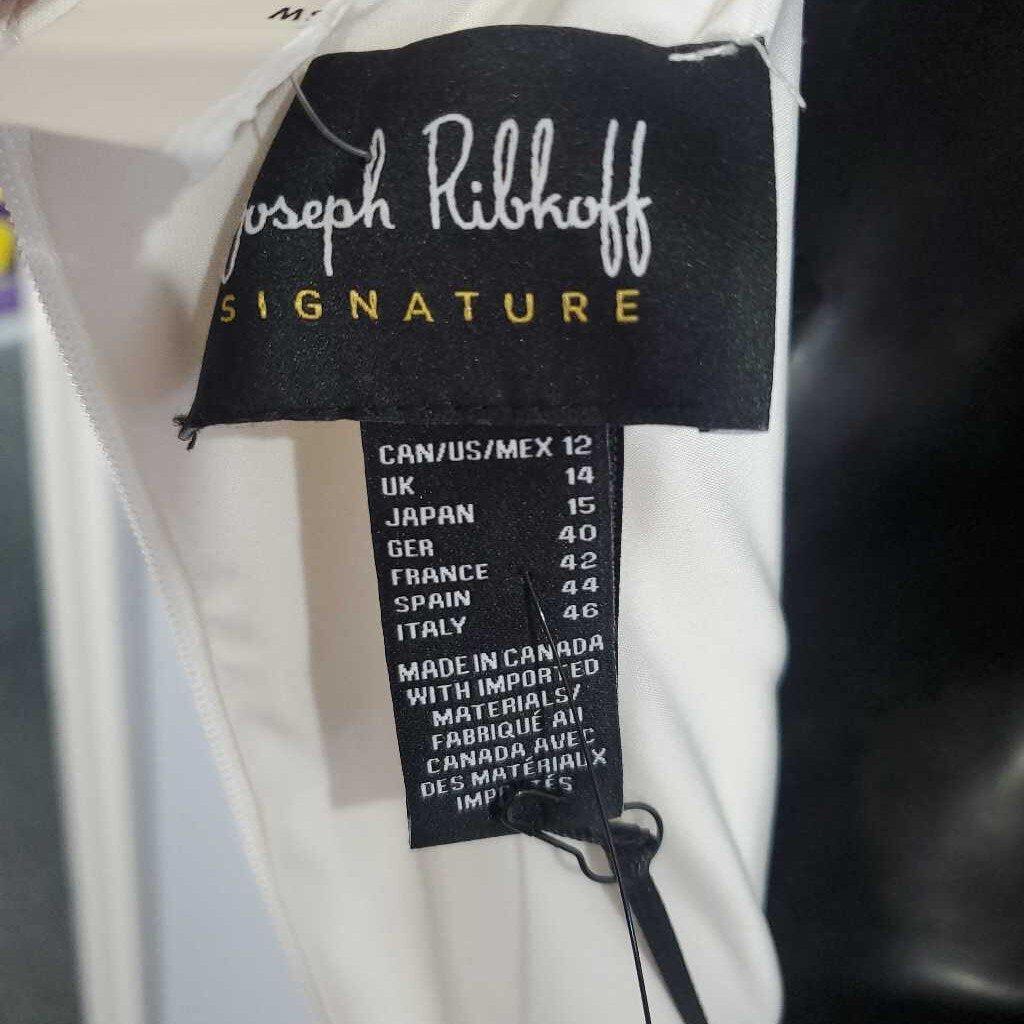 Joseph Ribkoff
SIGNATURE
CAN/US/MEX 12
UK 14
JAPAN 15
GER 40
FRANCE 42
SPAIN 44
ITALY 46
MADE IN CANADA
WITH IMPORTED
MATERIALS/
FABRIQUÉ AU
CANADA AVEC
DES MATÉRIAUX
IMPORTÉS